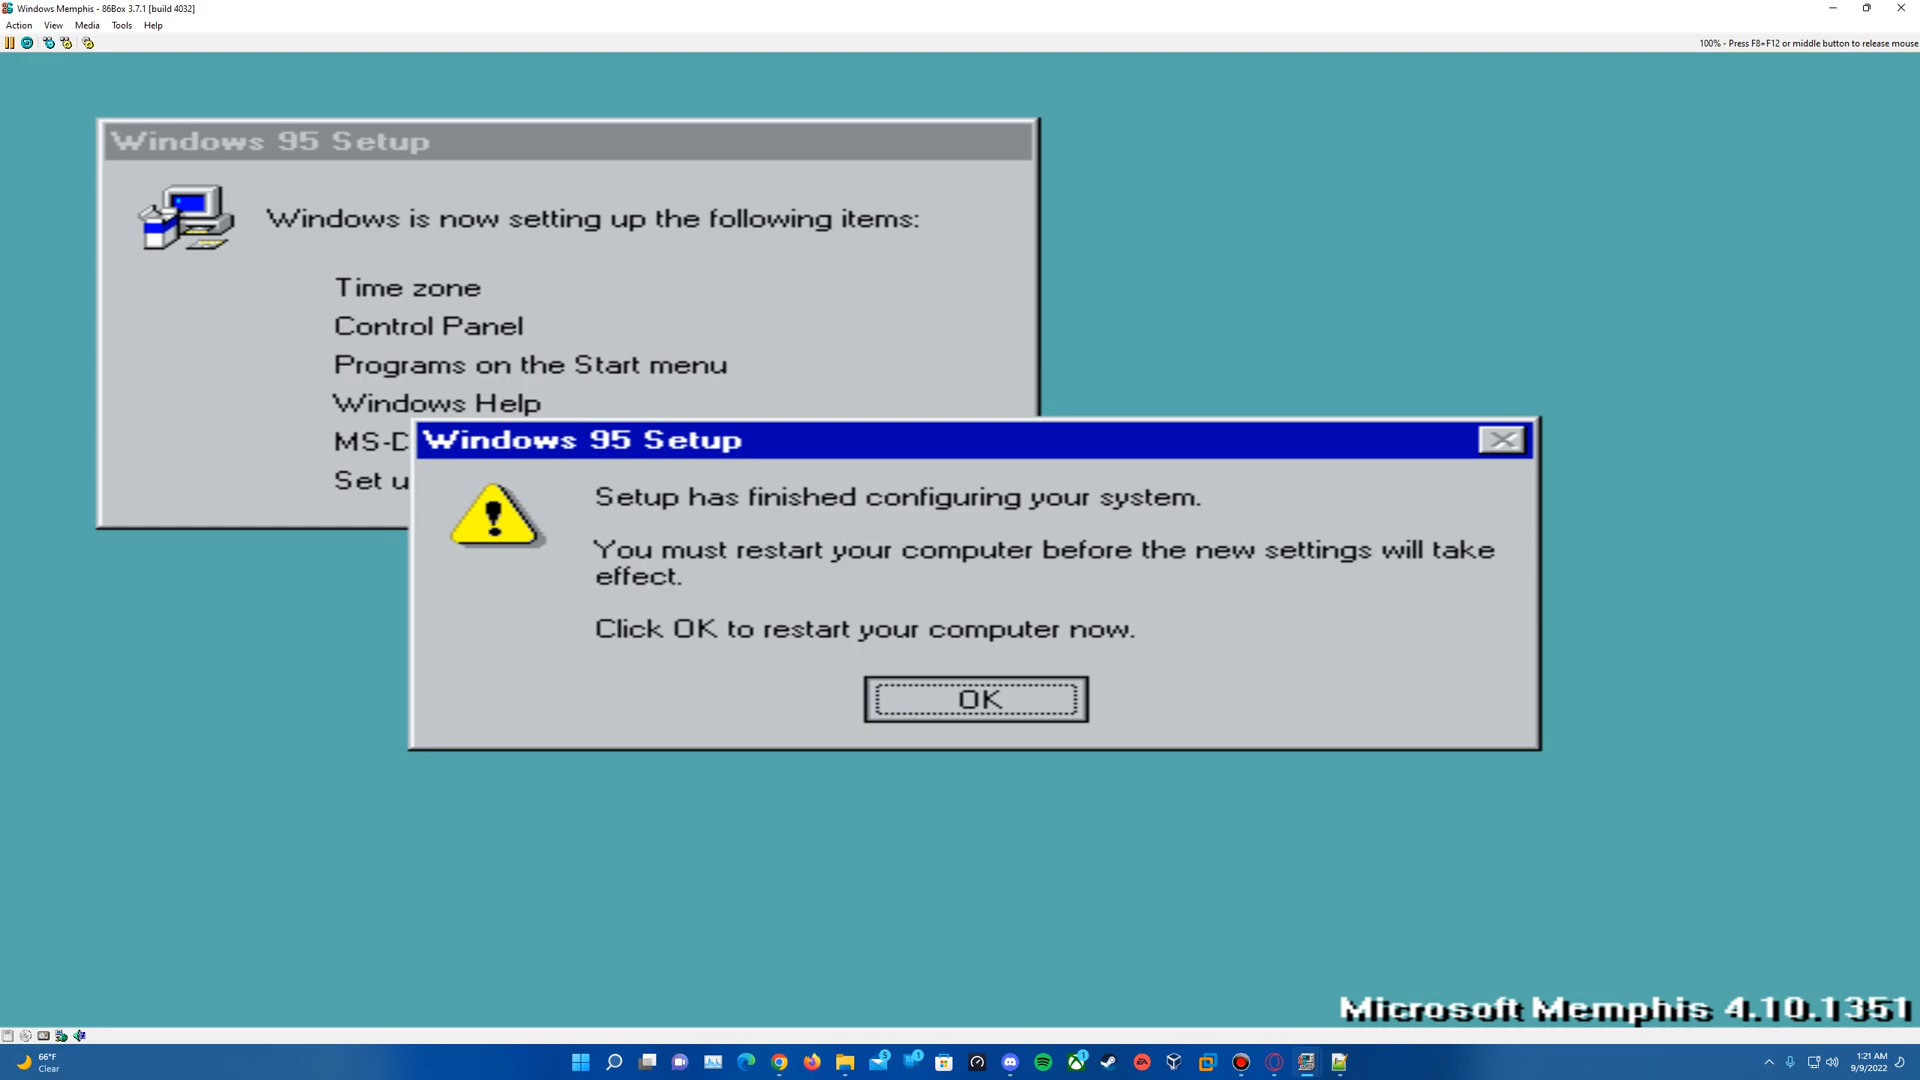 Windows Memphis - 86Box 3.7.1 [build 4032]
Action View Media Tools Help
100% - Press F8+F12 or middle button to release mouse
Windows 95 Setup
Windows is now setting up the following items:
Time zone
Control Panel
Programs on the Start menu
Windows Help
MS-D
Set u
Windows 95 Setup
Setup has finished configuring your system.
You must restart your computer before the new settings will take
effect.
Click OK to restart your computer now.
OK
Microsoft Memphis 4.10.1351
66°F
Clear
5
1
1
EA
1:21 AM
9/9/2022